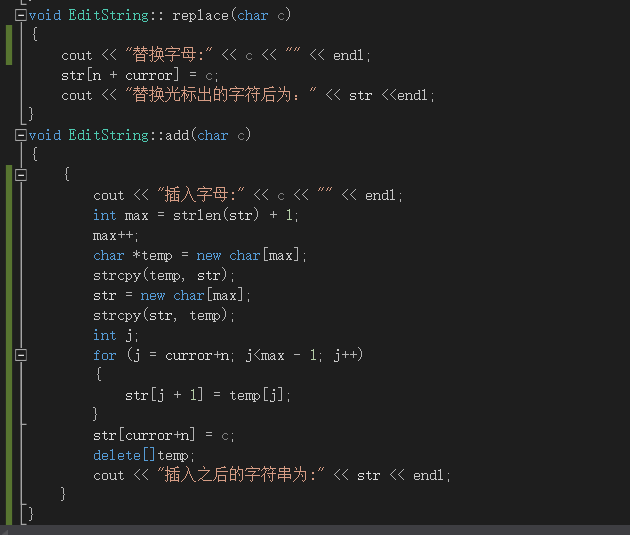 void EditString:: replace(char c)
{
cout << "替换字母:" << c << "" << endl;
str[n + curror] = c;
cout << "替换光标出的字符后为：" << str <<endl;
}
void EditString::add(char c)
{
{
cout << "插入字母:" << c << "" << endl;
int max = strlen(str) + 1;
max++;
char *temp = new char[max];
strcpy(temp, str);
str = new char[max];
strcpy(str, temp);
int j;
for (j = curror+n; j<max - 1; j++)
{
str[j + 1] = temp[j];
}
str[curror+n] = c;
delete[]temp;
cout << "插入之后的字符串为:" << str << endl;
}
}